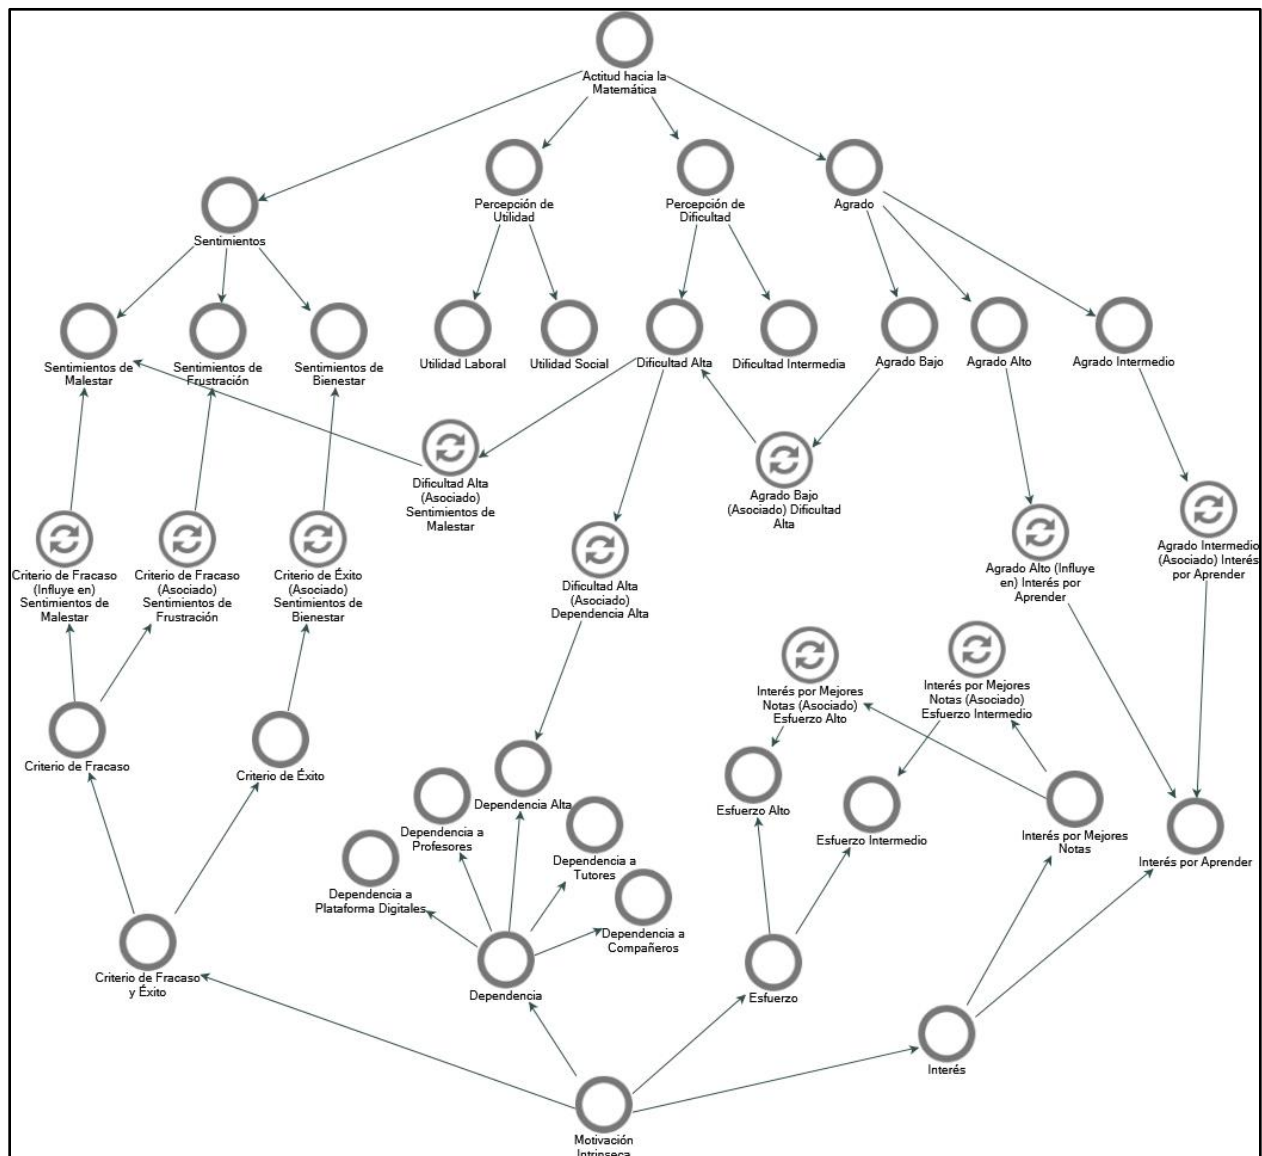 Actitud hacia la
Matemática
Percepción de
Utilidad
Percepción de
Dificultad
Agrado
Sentimientos
Sentimientos de
Malestar
Sentimientos de
Frustración
Sentimientos de
Bienestar
Utilidad Laboral
Utilidad Social
Dificultad Alta
Dificultad Intermedia
Agrado Bajo
Agrado Alto
Agrado Intermedio
Dificultad Alta
(Asociado)
Sentimientos de
Malestar
Agrado Bajo
(Asociado) Dificultad
Alta
Criterio de Fracaso
(Influye en)
Sentimientos de
Malestar
Criterio de Fracaso
(Asociado)
Sentimientos de
Frustración
Criterio de Éxito
(Asociado)
Sentimientos de
Bienestar
Dificultad Alta
(Asociado)
Dependencia Alta
Agrado Alto (Influye
en) Interés por
Aprender
Agrado Intermedio
(Asociado) Interés
por Aprender
Interés por Mejores
Notas (Asociado)
Esfuerzo Alto
Interés por Mejores
Notas (Asociado)
Esfuerzo Intermedio
Criterio de Fracaso
Criterio de Éxito
Dependencia Alta
Dependencia a
Profesores
Dependencia a
Tutores
Dependencia a
Plataforma Digitales
Dependencia a
Compañeros
Esfuerzo Alto
Esfuerzo Intermedio
Interés por Mejores
Notas
Interés por Aprender
Criterio de Fracaso
y Éxito
Dependencia
Esfuerzo
Interés
Motivación
Intrínseca